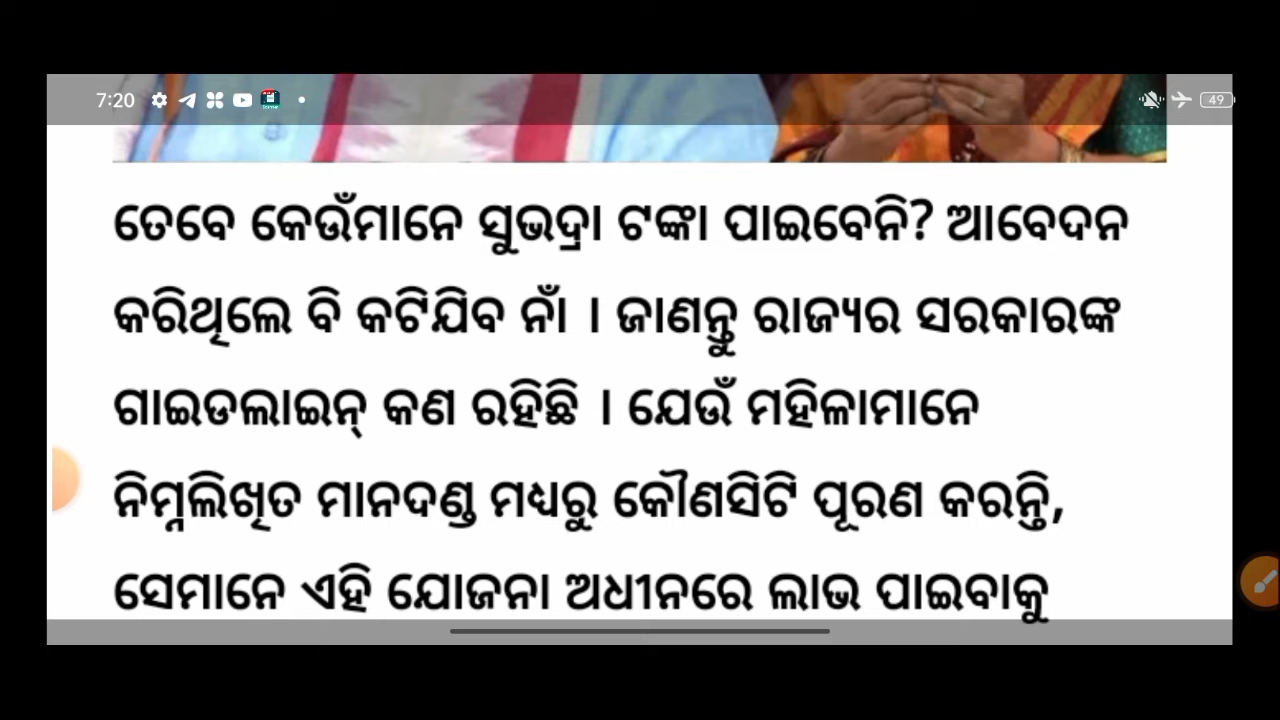 7:20
49
ତେବେ କେଉଁମାନେ ସୁଭଦ୍ରା ଟଙ୍କା ପାଇବେନି? ଆବେଦନ
କରିଥିଲେ ବି କଟିଯିବ ନାଁ । ଜାଣନ୍ତୁ ରାଜ୍ୟର ସରକାରଙ୍କ
ଗାଇଡଲାଇନ୍ କଣ ରହିଛି । ଯେଉଁ ମହିଳାମାନେ
ନିମ୍ନଲିଖିତ ମାନଦଣ୍ଡ ମଧ୍ୟରୁ କୌଣସିଟି ପୂରଣ କରନ୍ତି,
ସେମାନେ ଏହି ଯୋଜନା ଅଧୀନରେ ଲାଭ ପାଇବାକୁ